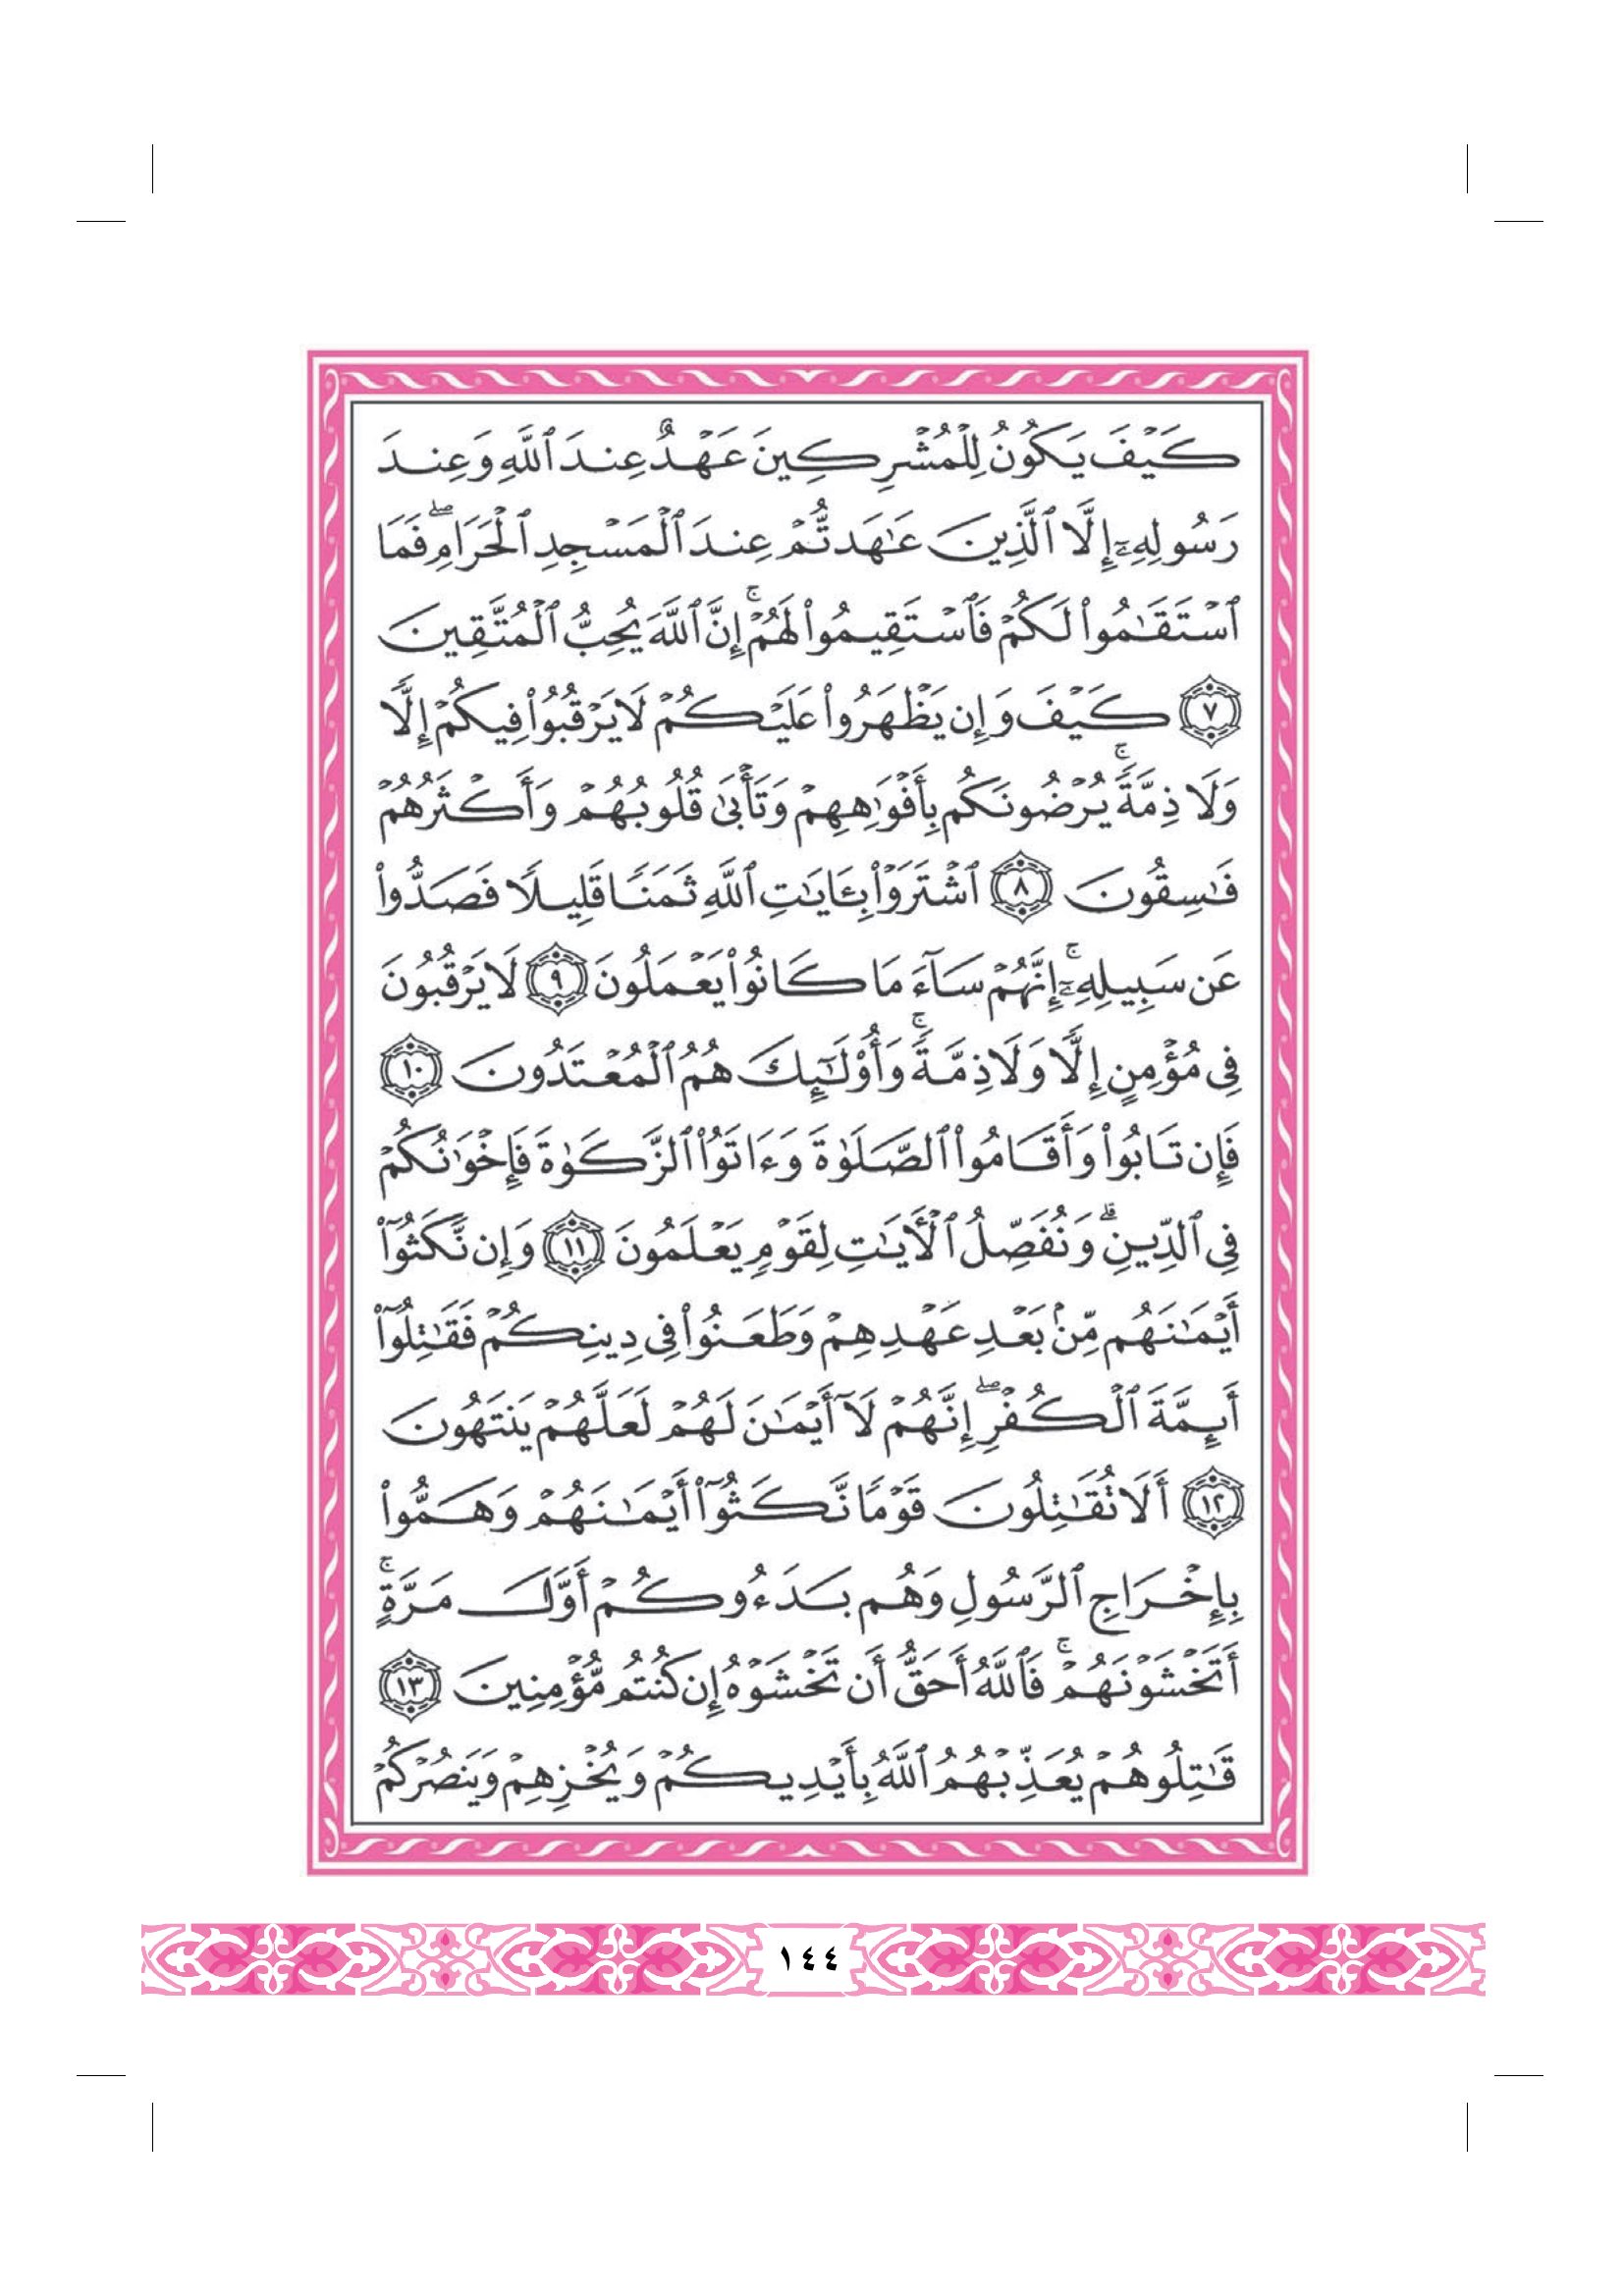 كَيْفَ يَكُونُ لِلْمُشْرِكِينَ عَهْدٌ عِندَ ٱللَّهِ وَعِندَ
رَسُولِهِۦٓ إِلَّا ٱلَّذِينَ عَٰهَدتُّمْ عِندَ ٱلْمَسْجِدِ ٱلْحَرَامِ ۖ فَمَا
ٱسْتَقَٰمُوا۟ لَكُمْ فَٱسْتَقِيمُوا۟ لَهُمْ ۚ إِنَّ ٱللَّهَ يُحِبُّ ٱلْمُتَّقِينَ
﴿٧﴾ كَيْفَ وَإِن يَظْهَرُوا۟ عَلَيْكُمْ لَا يَرْقُبُوا۟ فِيكُمْ إِلًّا
وَلَا ذِمَّةً ۚ يُرْضُونَكُم بِأَفْوَٰهِهِمْ وَتَأْبَىٰ قُلُوبُهُمْ وَأَكْثَرُهُمْ
فَٰسِقُونَ ﴿٨﴾ ٱشْتَرَوْا۟ بِـَٔايَٰتِ ٱللَّهِ ثَمَنًا قَلِيلًا فَصَدُّوا۟
عَن سَبِيلِهِۦٓ ۚ إِنَّهُمْ سَآءَ مَا كَانُوا۟ يَعْمَلُونَ ﴿٩﴾ لَا يَرْقُبُونَ
فِى مُؤْمِنٍ إِلًّا وَلَا ذِمَّةً ۚ وَأُو۟لَٰٓئِكَ هُمُ ٱلْمُعْتَدُونَ ﴿١٠﴾
فَإِن تَابُوا۟ وَأَقَامُوا۟ ٱلصَّلَوٰةَ وَءَاتَوُا۟ ٱلزَّكَوٰةَ فَإِخْوَٰنُكُمْ
فِى ٱلدِّينِ ۗ وَنُفَصِّلُ ٱلْـَٔايَٰتِ لِقَوْمٍ يَعْلَمُونَ ﴿١١﴾ وَإِن نَّكَثُوٓا۟
أَيْمَٰنَهُم مِّنۢ بَعْدِ عَهْدِهِمْ وَطَعَنُوا۟ فِى دِينِكُمْ فَقَٰتِلُوٓا۟
أَئِمَّةَ ٱلْكُفْرِ ۖ إِنَّهُمْ لَآ أَيْمَٰنَ لَهُمْ لَعَلَّهُمْ يَنتَهُونَ
﴿١٢﴾ أَلَا تُقَٰتِلُونَ قَوْمًا نَّكَثُوٓا۟ أَيْمَٰنَهُمْ وَهَمُّوا۟
بِإِخْرَاجِ ٱلرَّسُولِ وَهُم بَدَءُوكُمْ أَوَّلَ مَرَّةٍ ۚ
أَتَخْشَوْنَهُمْ ۚ فَٱللَّهُ أَحَقُّ أَن تَخْشَوْهُ إِن كُنتُم مُّؤْمِنِينَ ﴿١٣﴾
قَٰتِلُوهُمْ يُعَذِّبْهُمُ ٱللَّهُ بِأَيْدِيكُمْ وَيُخْزِهِمْ وَيَنصُرْكُمْ
١٤٤